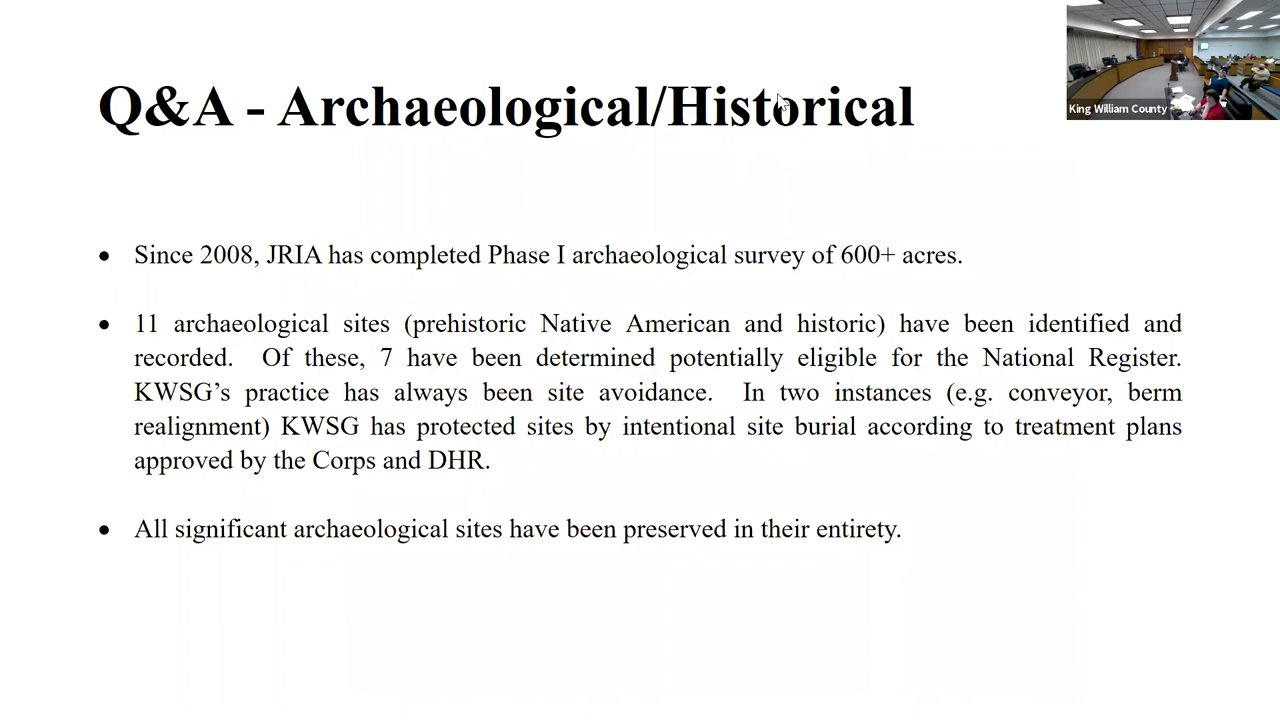 Q&A - Archaeological/Historical
King William County
• Since 2008, JRIA has completed Phase I archaeological survey of 600+ acres.
• 11 archaeological sites (prehistoric Native American and historic) have been identified and
recorded. Of these, 7 have been determined potentially eligible for the National Register.
KWSG’s practice has always been site avoidance. In two instances (e.g. conveyor, berm
realignment) KWSG has protected sites by intentional site burial according to treatment plans
approved by the Corps and DHR.
• All significant archaeological sites have been preserved in their entirety.